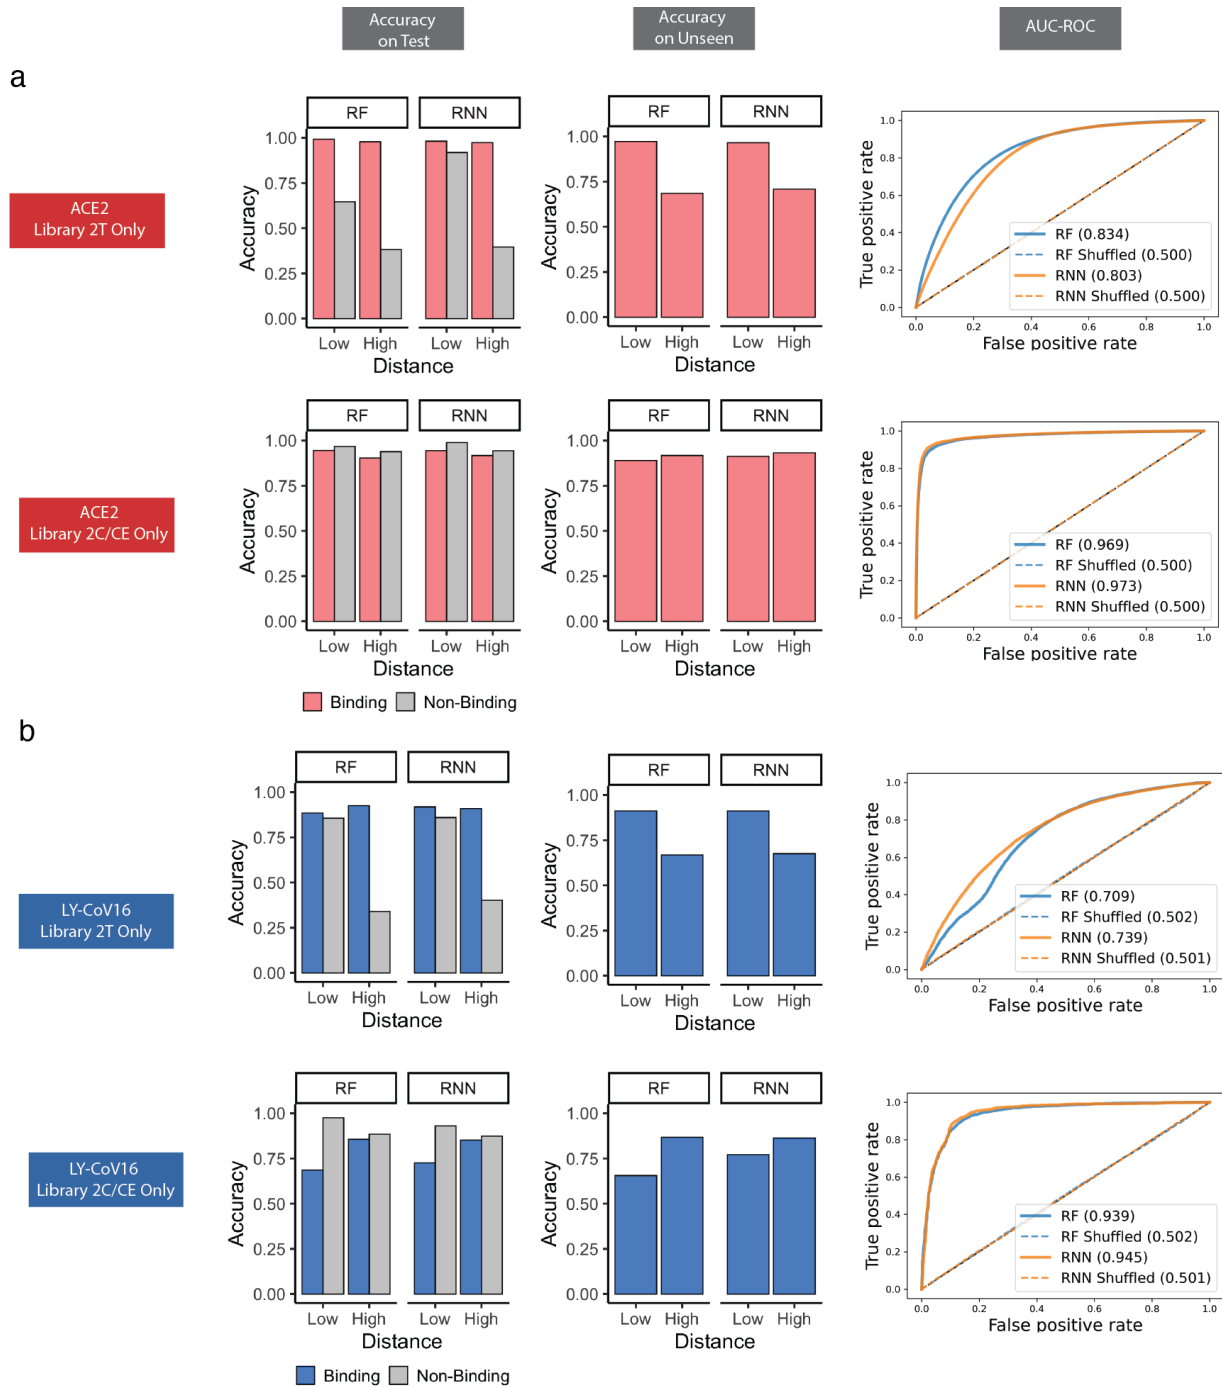 Accuracy
on Test
Accuracy
on Unseen
AUC-ROC
a
ACE2
Library 2T Only
RF
RNN
1.00
0.75
0.50
0.25
0.00
Accuracy
Low High Low High
Distance
RF
RNN
1.00
0.75
0.50
0.25
0.00
Accuracy
Low High Low High
Distance
1.0
0.8
0.6
0.4
0.2
0.0
True positive rate
RF (0.834)
RF Shuffled (0.500)
RNN (0.803)
RNN Shuffled (0.500)
0.0 0.2 0.4 0.6 0.8 1.0
False positive rate
ACE2
Library 2C/CE Only
RF
RNN
1.00
0.75
0.50
0.25
0.00
Accuracy
Low High Low High
Distance
Binding Non-Binding
RF
RNN
1.00
0.75
0.50
0.25
0.00
Accuracy
Low High Low High
Distance
1.0
0.8
0.6
0.4
0.2
0.0
True positive rate
RF (0.969)
RF Shuffled (0.500)
RNN (0.973)
RNN Shuffled (0.500)
0.0 0.2 0.4 0.6 0.8 1.0
False positive rate
b
LY-CoV16
Library 2T Only
RF
RNN
1.00
0.75
0.50
0.25
0.00
Accuracy
Low High Low High
Distance
RF
RNN
1.00
0.75
0.50
0.25
0.00
Accuracy
Low High Low High
Distance
1.0
0.8
0.6
0.4
0.2
0.0
True positive rate
RF (0.709)
RF Shuffled (0.502)
RNN (0.739)
RNN Shuffled (0.501)
0.0 0.2 0.4 0.6 0.8 1.0
False positive rate
LY-CoV16
Library 2C/CE Only
RF
RNN
1.00
0.75
0.50
0.25
0.00
Accuracy
Low High Low High
Distance
Binding Non-Binding
RF
RNN
1.00
0.75
0.50
0.25
0.00
Accuracy
Low High Low High
Distance
1.0
0.8
0.6
0.4
0.2
0.0
True positive rate
RF (0.939)
RF Shuffled (0.502)
RNN (0.945)
RNN Shuffled (0.501)
0.0 0.2 0.4 0.6 0.8 1.0
False positive rate